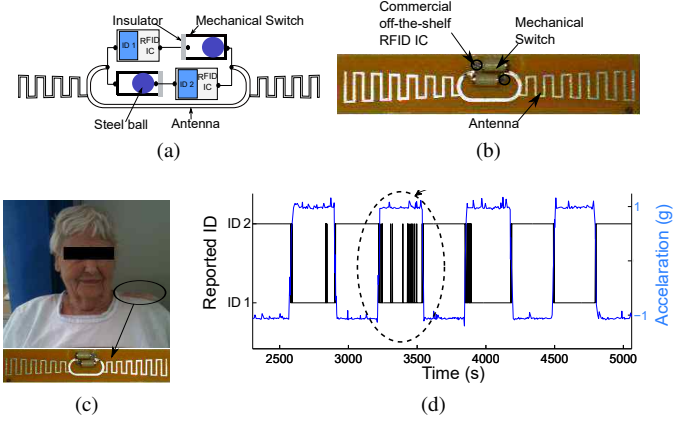 Insulator
Mechanical Switch
ID 1
RFID
IC
ID 2
RFID
IC
Steel ball
Antenna
(a)
Commercial
off-the-shelf
RFID IC
Mechanical
Switch
Antenna
(b)
(c)
Reported ID
ID 2
ID 1
1
−1
Accelaration (g)
2500
3000
3500
4000
4500
5000
Time (s)
(d)